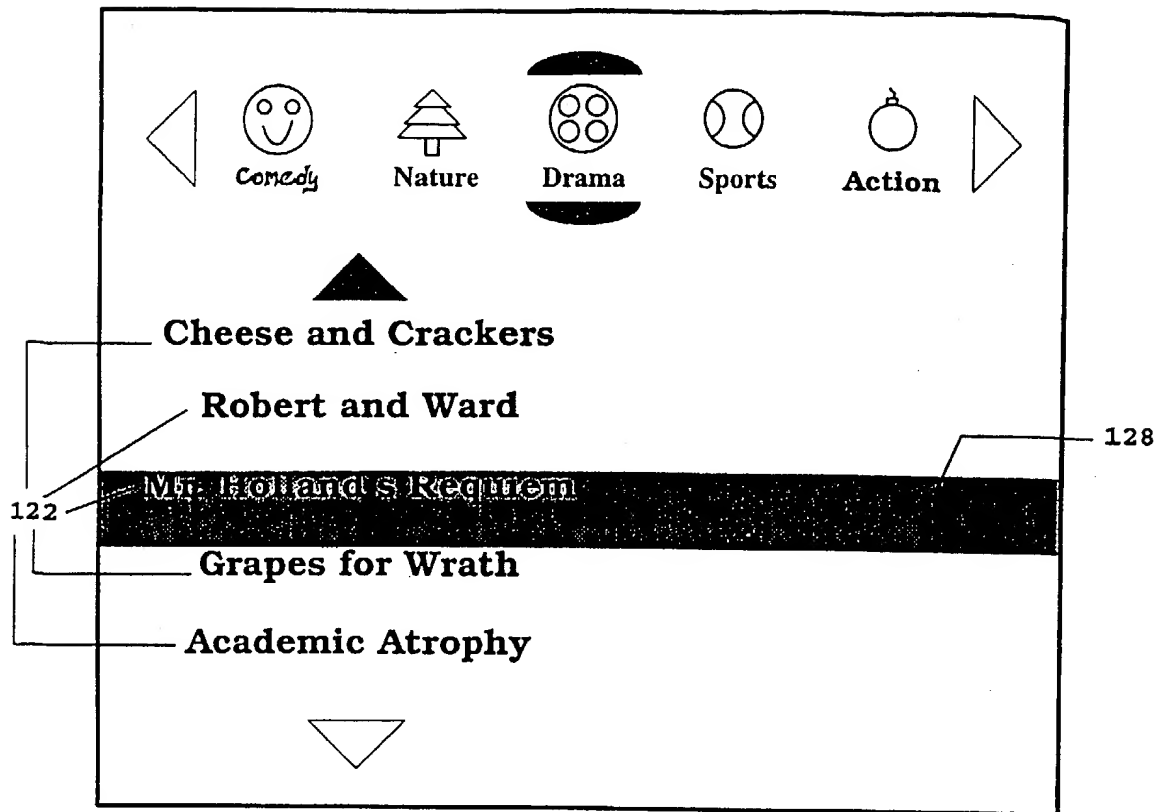 Comedy Nature Drama Sports Action
Cheese and Crackers
Robert and Ward
128
Mr. Holland's Requiem
122
Grapes for Wrath
Academic Atrophy